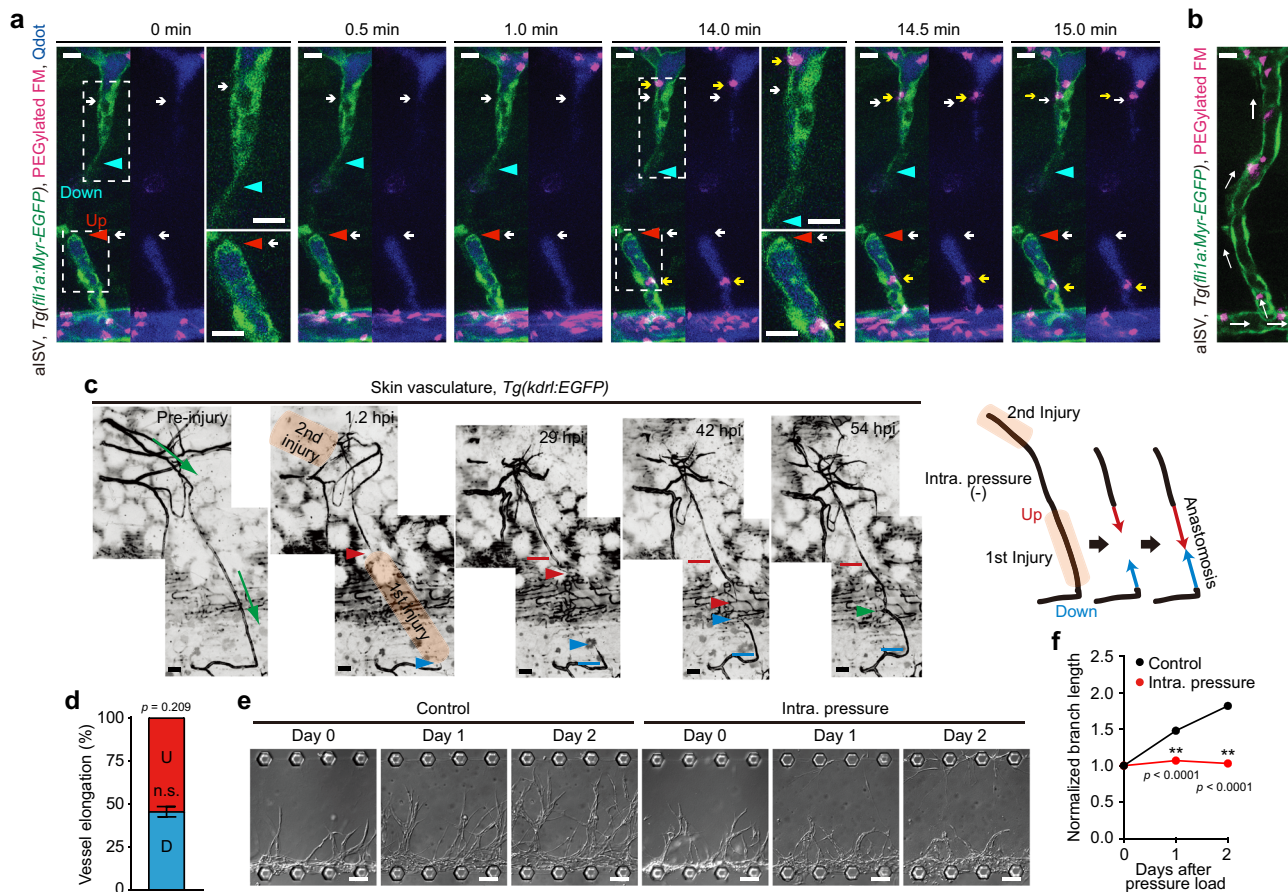 a
0 min
0.5 min
1.0 min
14.0 min
14.5 min
15.0 min
b
aISV, Tg(fli1a:Myr-EGFP), PEGylated FM, Qdot
Down
Up
aISV, Tg(fli1a:Myr-EGFP), PEGylated FM
c
Skin vasculature, Tg(kdrl:EGFP)
Pre-injury
1.2 hpi
29 hpi
42 hpi
54 hpi
2nd
injury
1st injury
2nd Injury
Intra. pressure
(-)
Up
1st Injury
Down
Anastomosis
d
p = 0.209
Vessel elongation (%)
100
75
50
25
0
U
n.s.
D
e
Control
Intra. pressure
Day 0
Day 1
Day 2
Day 0
Day 1
Day 2
f
Control
Intra. pressure
Normalized branch length
2.5
2.0
1.5
1.0
0.5
0.0
**
**
p < 0.0001
p < 0.0001
0
1
2
Days after
pressure load